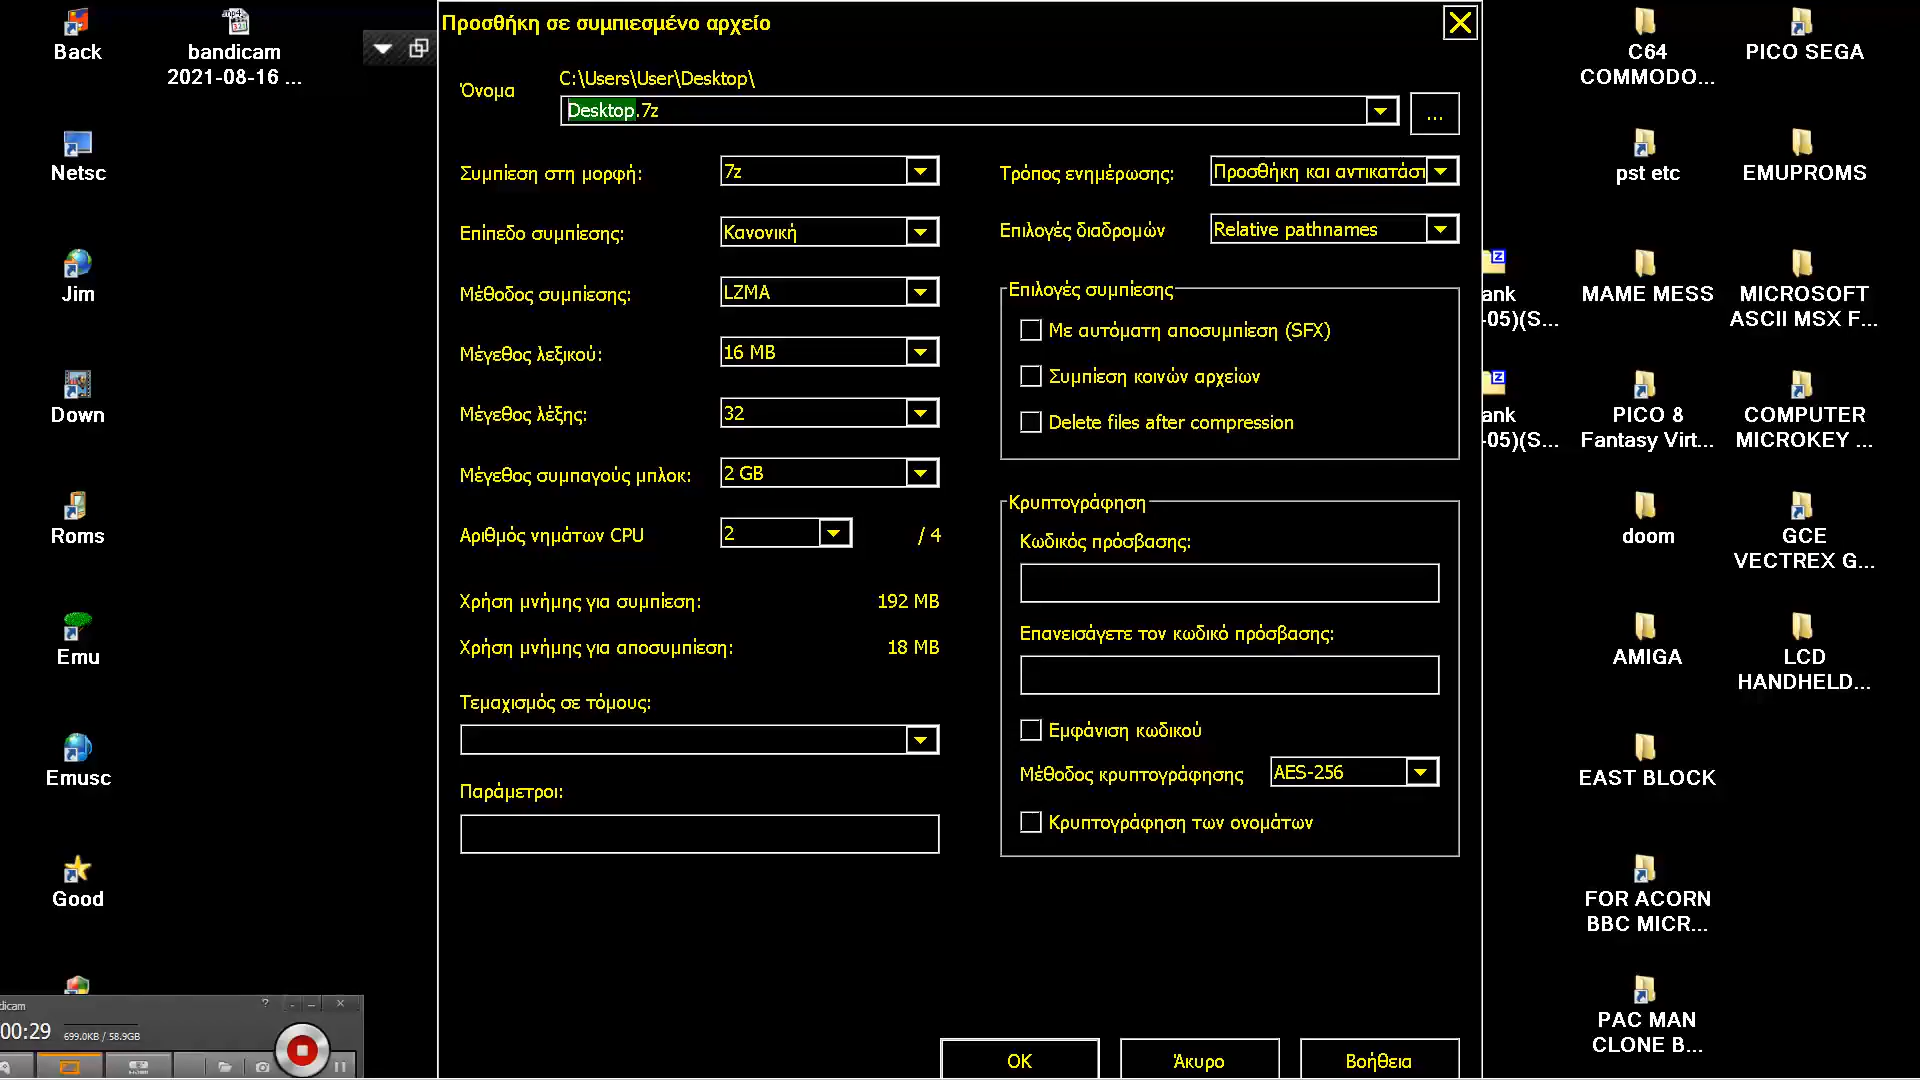 Back
bandicam
2021-08-16 ...
Netsc
Jim
Down
Roms
Emu
Emusc
Good
Προσθήκη σε συμπιεσμένο αρχείο
Όνομα
C:\Users\User\Desktop\
Desktop.7z
...
Συμπίεση στη μορφή:
7z
Επίπεδο συμπίεσης:
Κανονική
Μέθοδος συμπίεσης:
LZMA
Μέγεθος λεξικού:
16 MB
Μέγεθος λέξης:
32
Μέγεθος συμπαγούς μπλοκ:
2 GB
Αριθμός νημάτων CPU
2
/ 4
Χρήση μνήμης για συμπίεση:
192 MB
Χρήση μνήμης για αποσυμπίεση:
18 MB
Τεμαχισμός σε τόμους:
Παράμετροι:
Τρόπος ενημέρωσης:
Προσθήκη και αντικατάστ
Επιλογές διαδρομών
Relative pathnames
Επιλογές συμπίεσης
Με αυτόματη αποσυμπίεση (SFX)
Συμπίεση κοινών αρχείων
Delete files after compression
Κρυπτογράφηση
Κωδικός πρόσβασης:
Επανεισάγετε τον κωδικό πρόσβασης:
Εμφάνιση κωδικού
Μέθοδος κρυπτογράφησης
AES-256
Κρυπτογράφηση των ονομάτων
OK
Άκυρο
Βοήθεια
ank
-05)(S...
ank
-05)(S...
C64
COMMODO...
pst etc
MAME MESS
PICO 8
Fantasy Virt...
doom
AMIGA
EAST BLOCK
FOR ACORN
BBC MICR...
PAC MAN
CLONE B...
PICO SEGA
EMUPROMS
MICROSOFT
ASCII MSX F...
COMPUTER
MICROKEY ...
GCE
VECTREX G...
LCD
HANDHELD...
dicam
00:29
699.0KB / 58.9GB